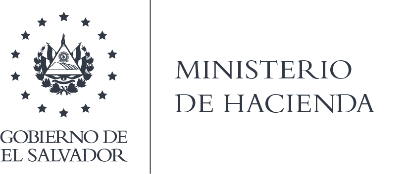 GOBIERNO DE
EL SALVADOR
MINISTERIO
DE HACIENDA